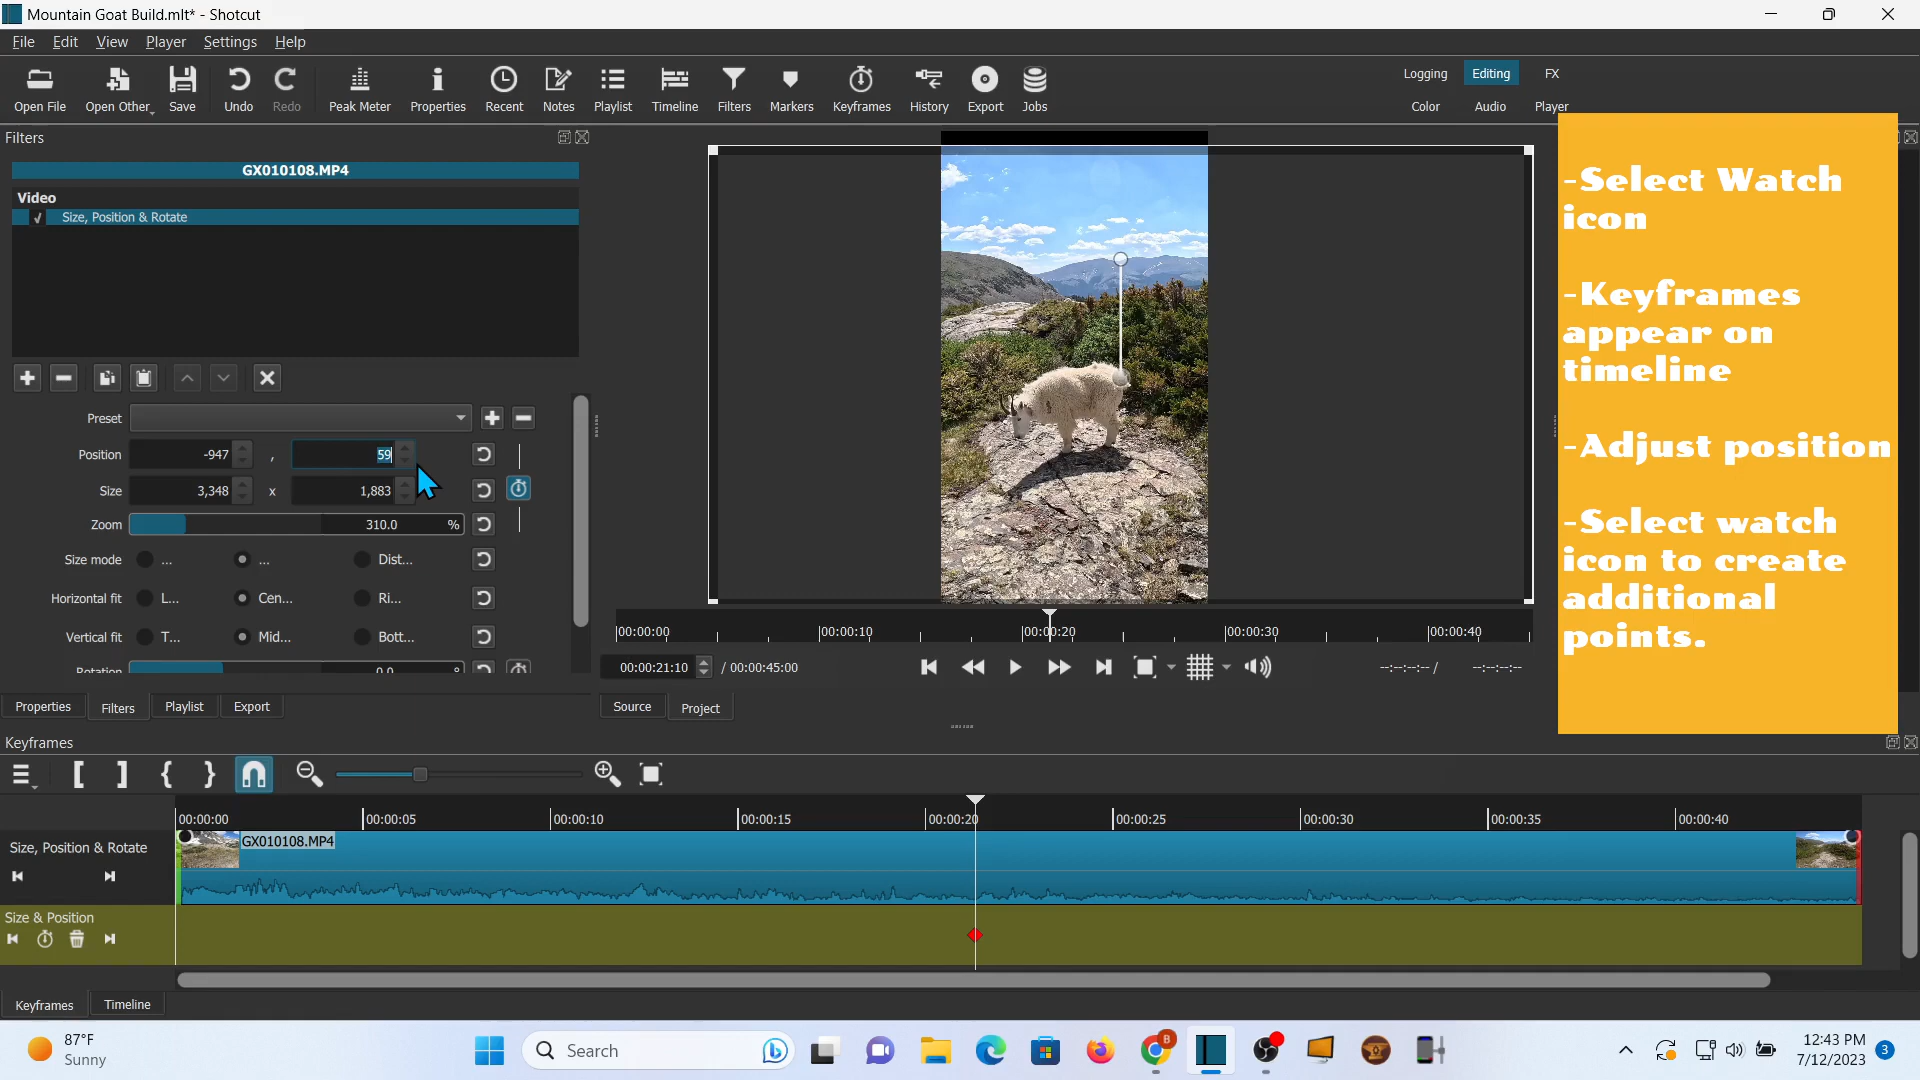 Mountain Goat Build.mlt* - Shotcut
File Edit View Player Settings Help
Open File Open Other Save Undo Redo Peak Meter Properties Recent Notes Playlist Timeline Filters Markers Keyframes History Export Jobs
Logging Editing FX
Color Audio Player
Filters
GX010108.MP4
Video
✓ Size, Position & Rotate
Preset
Position -947 , 59
Size 3,348 x 1,883
Zoom 310.0 %
Size mode ... ... Dist...
Horizontal fit L... Cen... Ri...
Vertical fit T... Mid... Bott...
Rotation 0.0 °
Properties Filters Playlist Export
00:00:00 00:00:10 00:00:20 00:00:30 00:00:40
00:00:21:10 / 00:00:45:00 --:--:--:-- / --:--:--:--
Source Project
-Select Watch
icon
-Keyframes
appear on
timeline
-Adjust position
-Select watch
icon to create
additional
points.
Keyframes
00:00:00 00:00:05 00:00:10 00:00:15 00:00:20 00:00:25 00:00:30 00:00:35 00:00:40
Size, Position & Rotate
GX010108.MP4
Size & Position
Keyframes Timeline
87°F
Sunny
Search
B
12:43 PM
7/12/2023
3